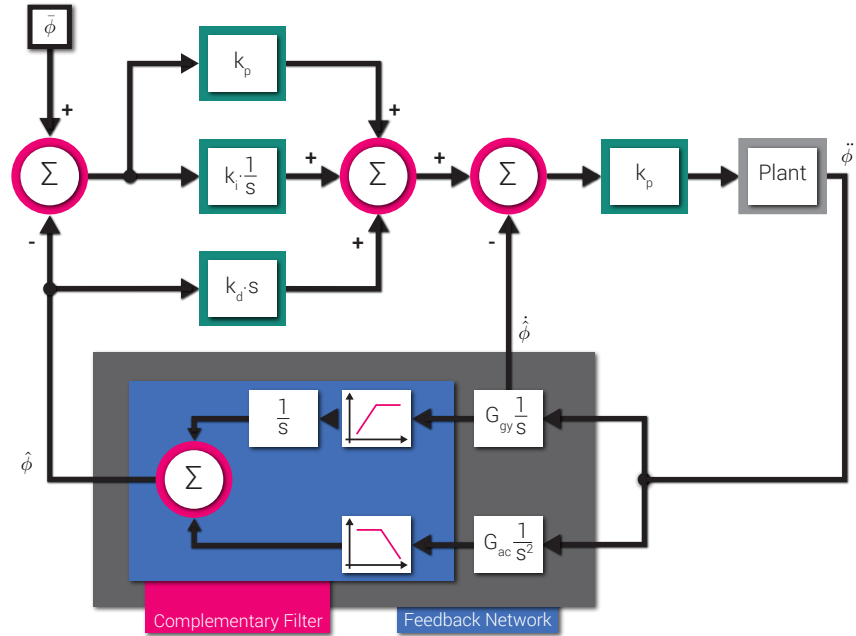 ϕ̄
k_p
+
+
+
+
ϕ̈
Σ
k_i·1/s
Σ
Σ
k_p
Plant
+
-
k_d·s
-
ϕ̂̇
1/s
G_gy 1/s
ϕ̂
Σ
G_ac 1/s²
Complementary Filter
Feedback Network